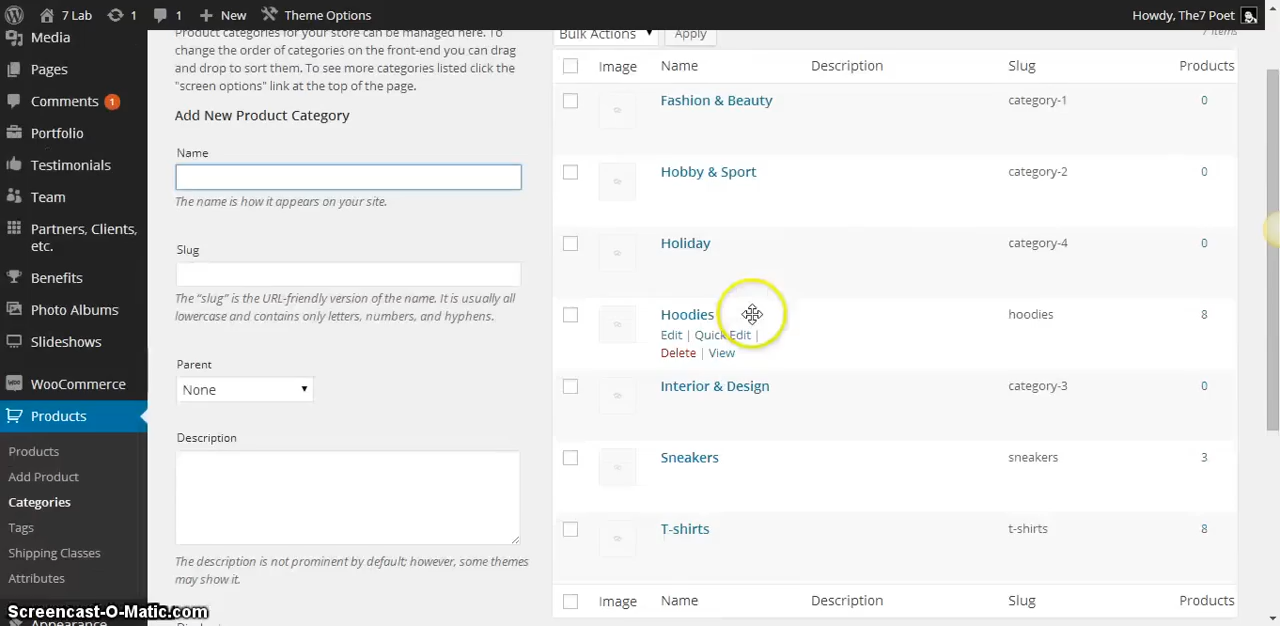 7 Lab 1 1 New Theme Options Howdy, The7 Poet
Media
Pages
Comments 1
Portfolio
Testimonials
Team
Partners, Clients,
etc.
Benefits
Photo Albums
Slideshows
WooCommerce
Products
Products
Add Product
Categories
Tags
Shipping Classes
Attributes
Appearance
Product categories for your store can be managed here. To
change the order of categories on the front-end you can drag
and drop to sort them. To see more categories listed click the
"screen options" link at the top of the page.
Add New Product Category
Name
The name is how it appears on your site.
Slug
The “slug” is the URL-friendly version of the name. It is usually all
lowercase and contains only letters, numbers, and hyphens.
Parent
None
Description
The description is not prominent by default; however, some themes
may show it.
Bulk Actions Apply 7 items
Image Name Description Slug Products
Fashion & Beauty category-1 0
Hobby & Sport category-2 0
Holiday category-4 0
Hoodies hoodies 8
Edit | Quick Edit |
Delete | View
Interior & Design category-3 0
Sneakers sneakers 3
T-shirts t-shirts 8
Image Name Description Slug Products
Screencast-O-Matic.com